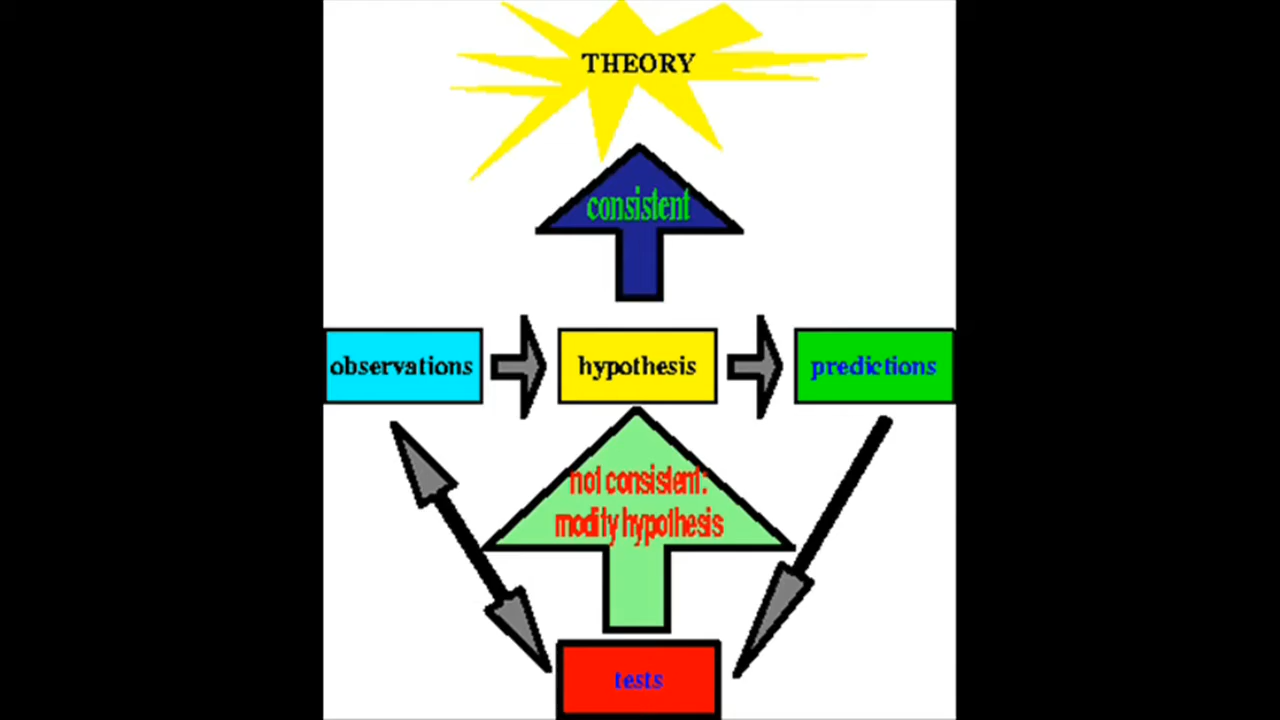 THEORY
consistent
observations
hypothesis
predictions
not consistent:
modify hypothesis
tests